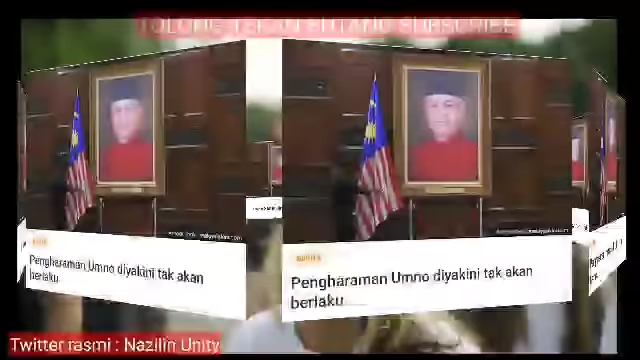 TOLONG TEKAN BUTANG SUBSCRIBE
Pengharaman Umno diyakini tak akan
berlaku
Pengharaman Umno diyakini tak akan
berlaku
Twitter rasmi : Nazilin Unity